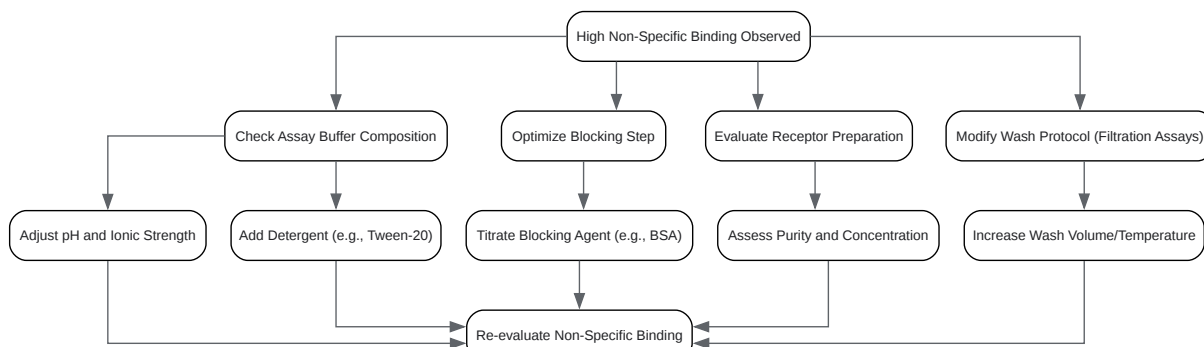 High Non-Specific Binding Observed
Check Assay Buffer Composition
Optimize Blocking Step
Evaluate Receptor Preparation
Modify Wash Protocol (Filtration Assays)
Adjust pH and Ionic Strength
Add Detergent (e.g., Tween-20)
Titrate Blocking Agent (e.g., BSA)
Assess Purity and Concentration
Increase Wash Volume/Temperature
Re-evaluate Non-Specific Binding